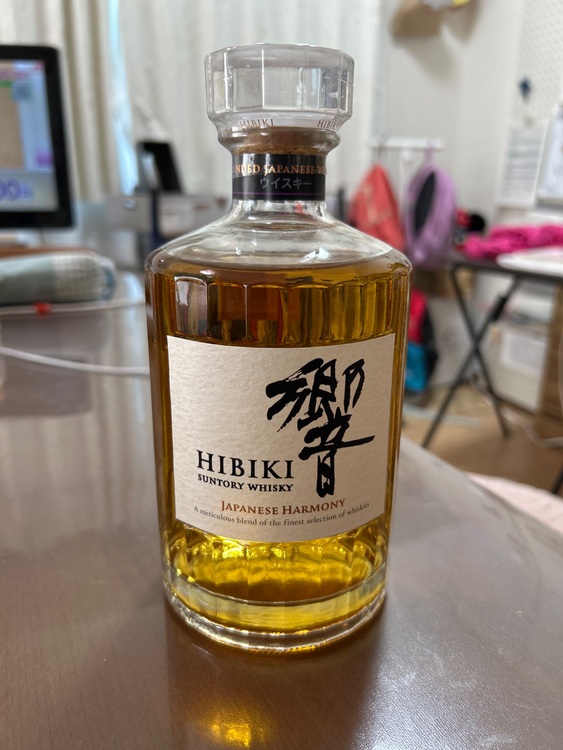 HIBIKI
ウイスキー
響
HIBIKI
SUNTORY WHISKY
JAPANESE HARMONY
A meticulous blend of the finest selection of whiskies